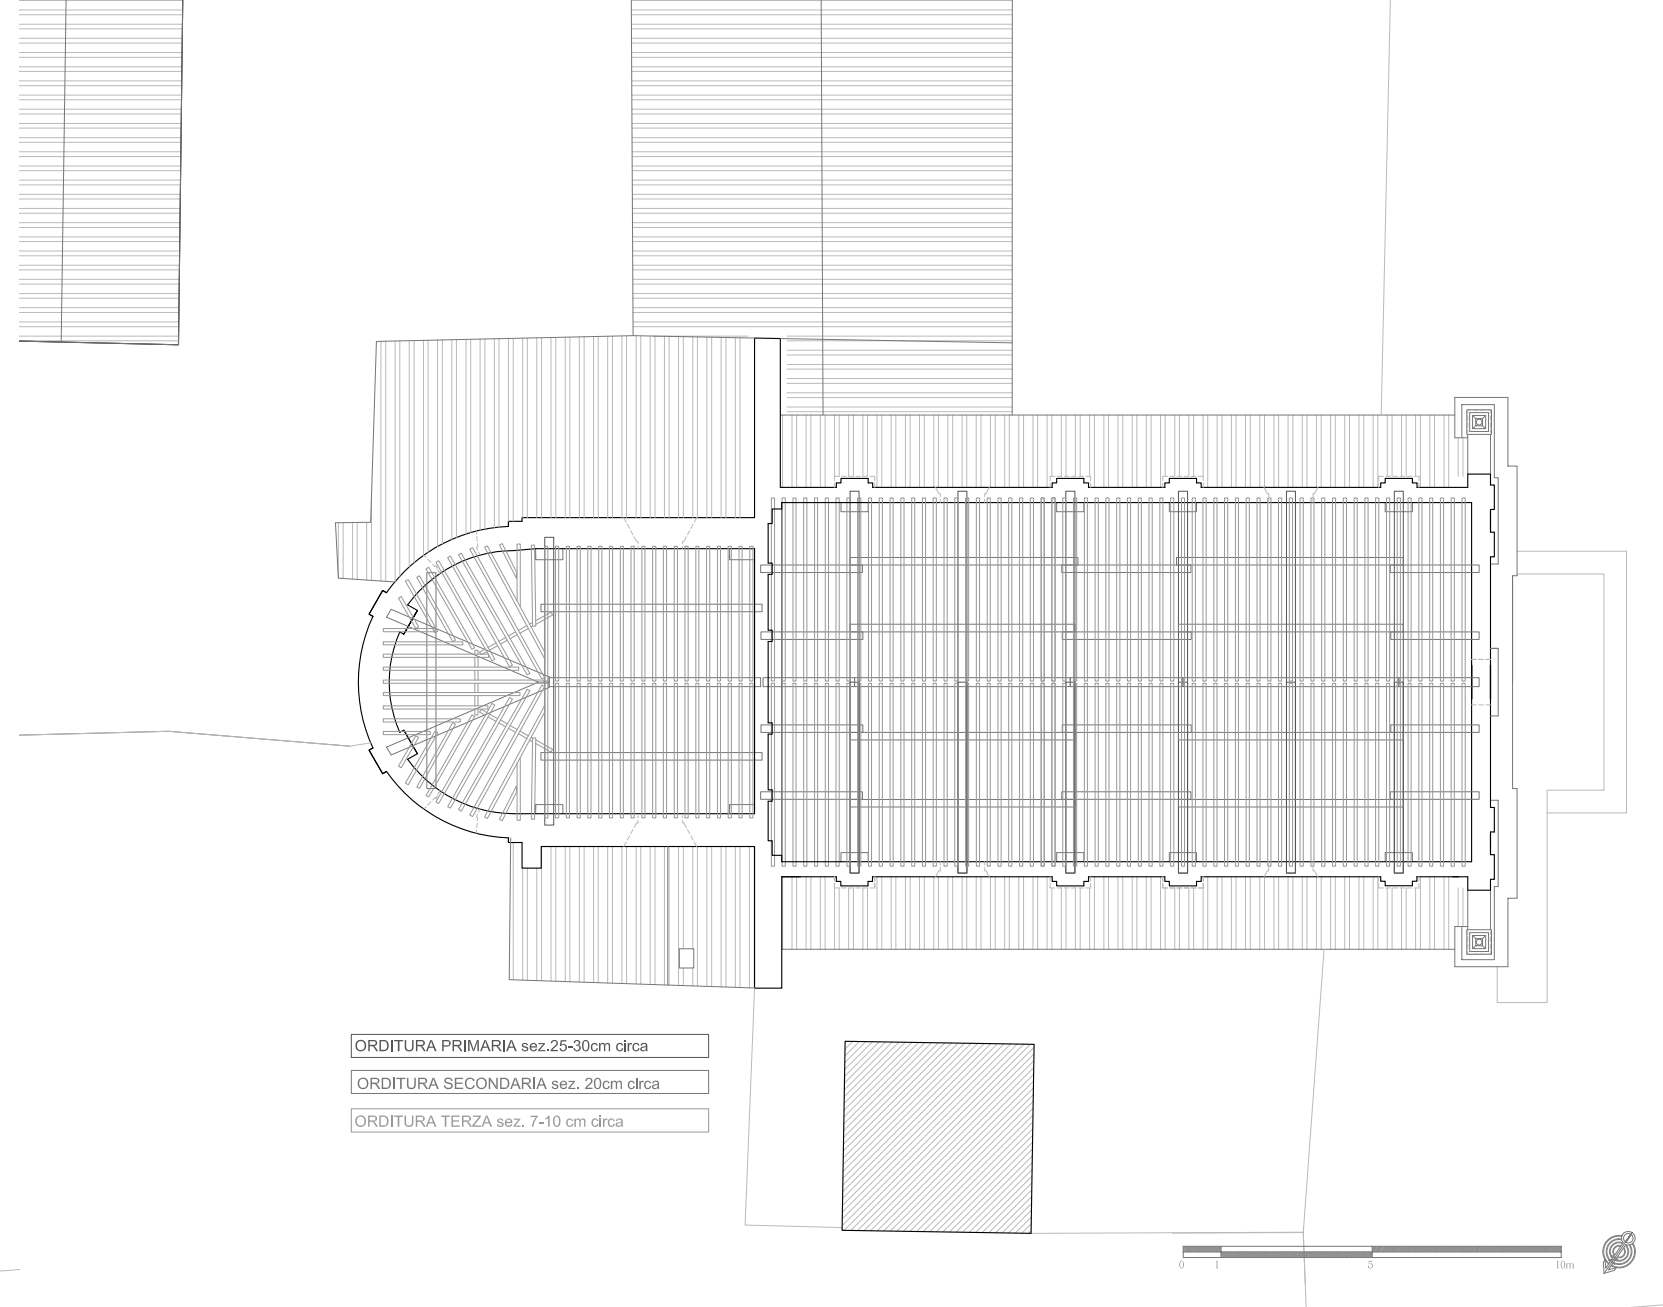 ORDITURA PRIMARIA sez.25-30cm circa
ORDITURA SECONDARIA sez. 20cm circa
ORDITURA TERZA sez. 7-10 cm circa
0 1 5 10m